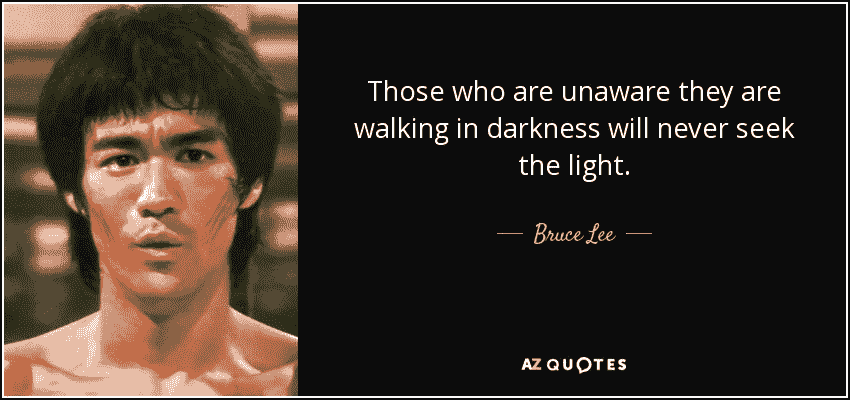 Those who are unaware they are
walking in darkness will never seek
the light.
Bruce Lee
AZ QUOTES